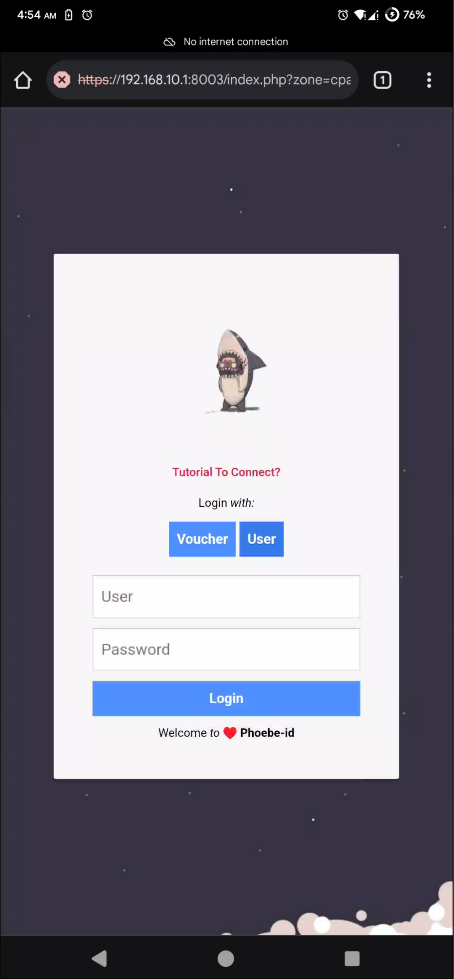 4:54 AM 76%
No internet connection
https://192.168.10.1:8003/index.php?zone=cpa
1
Tutorial To Connect?
Login with:
Voucher User
User
Password
Login
Welcome to ❤️ Phoebe-id